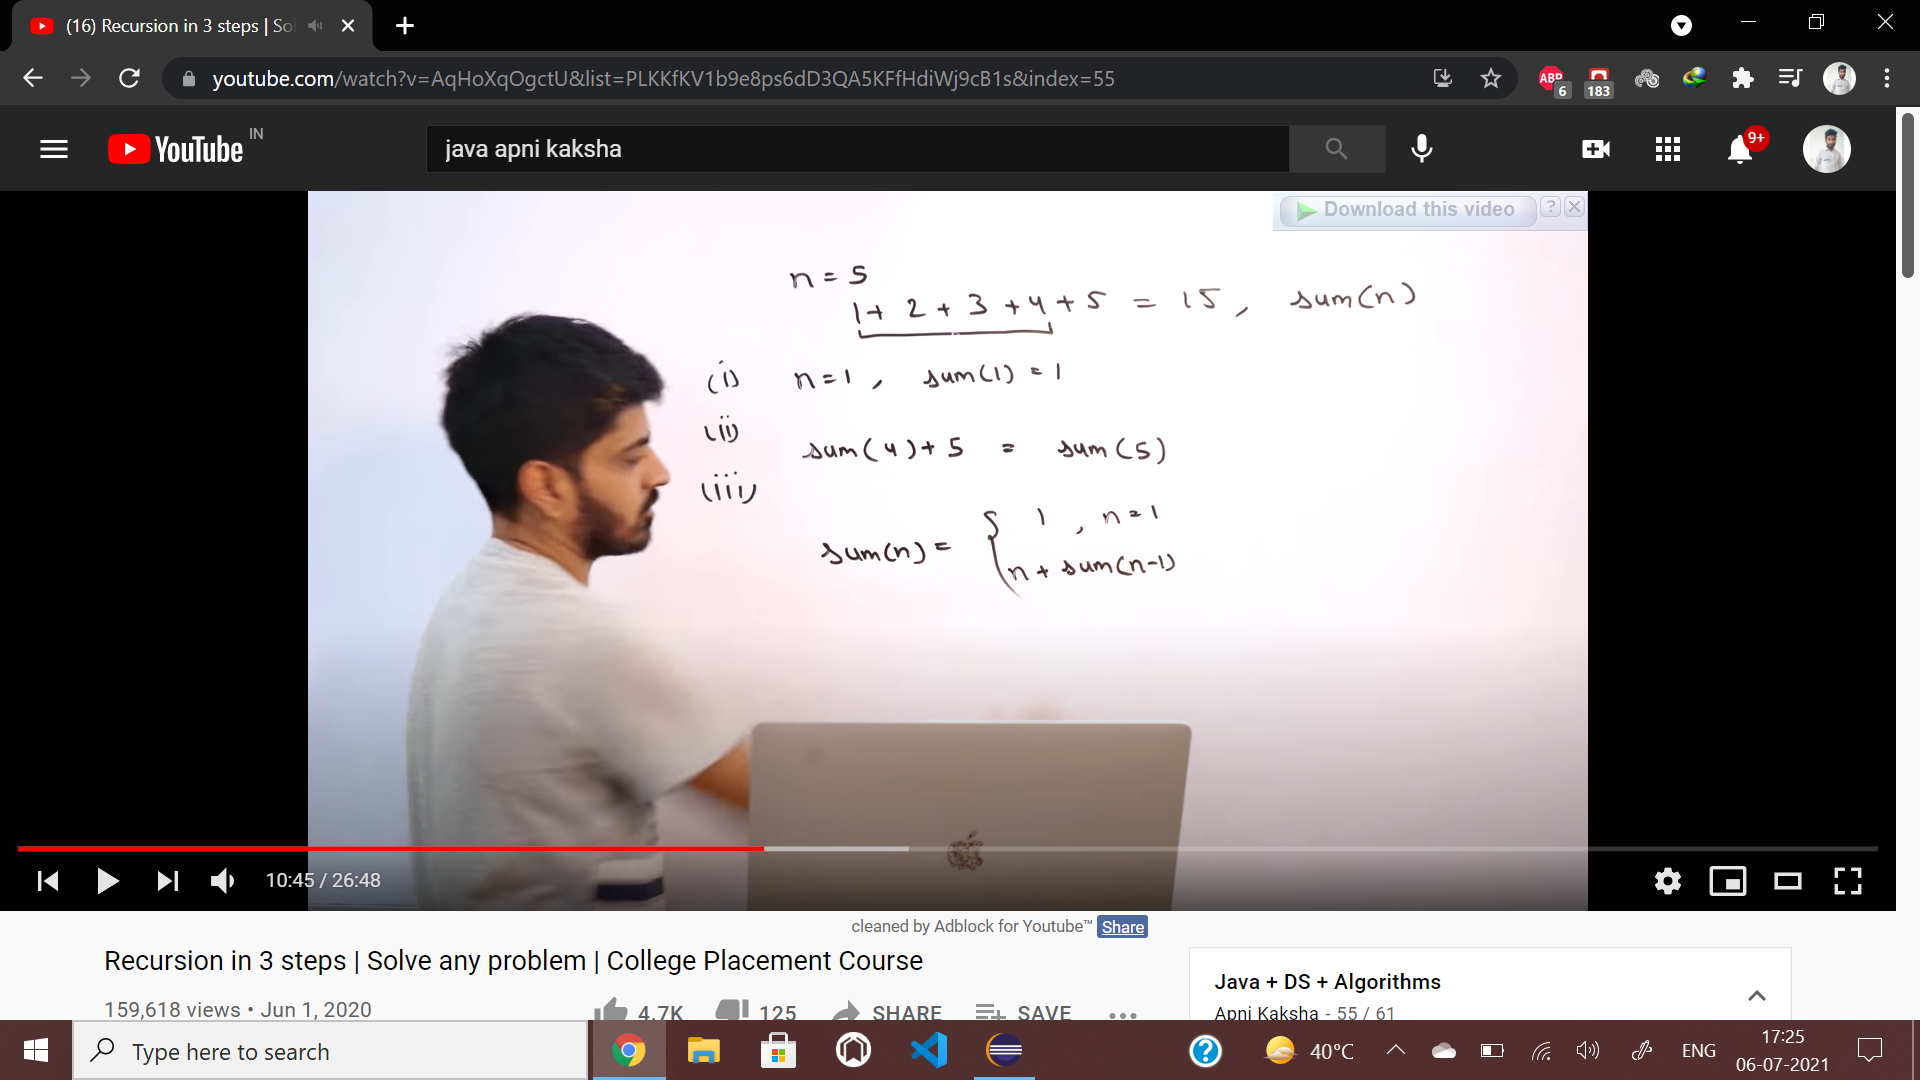 (16) Recursion in 3 steps | Sol
youtube.com/watch?v=AqHoXqOgctU&list=PLKKfKV1b9e8ps6dD3QA5KFfHdiWj9cB1s&index=55
ABP
6
183
YouTube IN
java apni kaksha
9+
Download this video ?
n = 5
1 + 2 + 3 + 4 + 5 = 15, sum(n)
(i) n = 1, sum(1) = 1
(ii)
sum(4) + 5 = sum(5)
(iii)
1, n = 1
sum(n) = {
n + sum(n-1)
10:45 / 26:48
cleaned by Adblock for Youtube™ Share
Recursion in 3 steps | Solve any problem | College Placement Course
159,618 views • Jun 1, 2020
4.7K 125 SHARE SAVE
Java + DS + Algorithms
Apni Kaksha - 55 / 61
Type here to search
40°C
ENG
17:25
06-07-2021